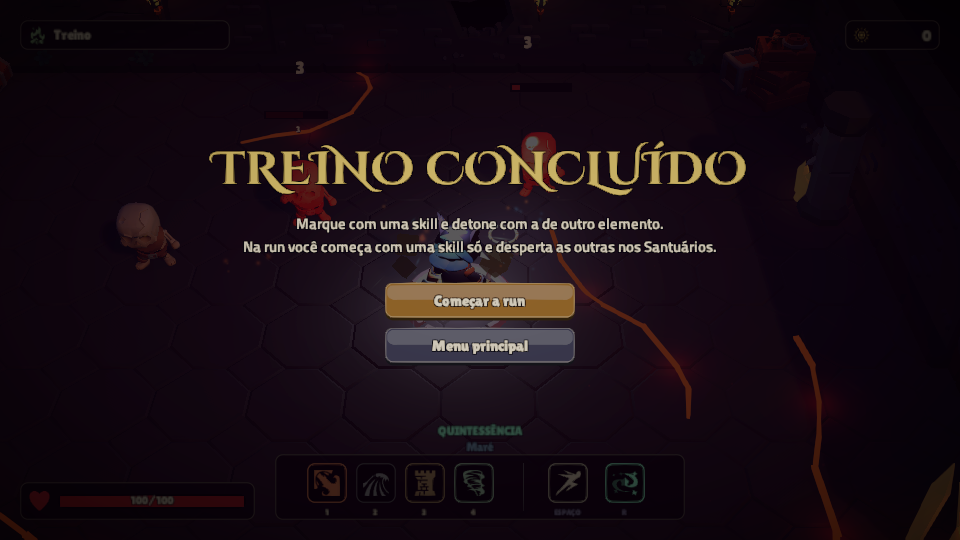 Treino
0
3
3
TREINO CONCLUÍDO
Marque com uma skill e detone com a de outro elemento.
Na run você começa com uma skill só e desperta as outras nos Santuários.
Começar a run
Menu principal
QUINTESSÊNCIA
Maré
100/100
1 2 3 4 ESPAÇO